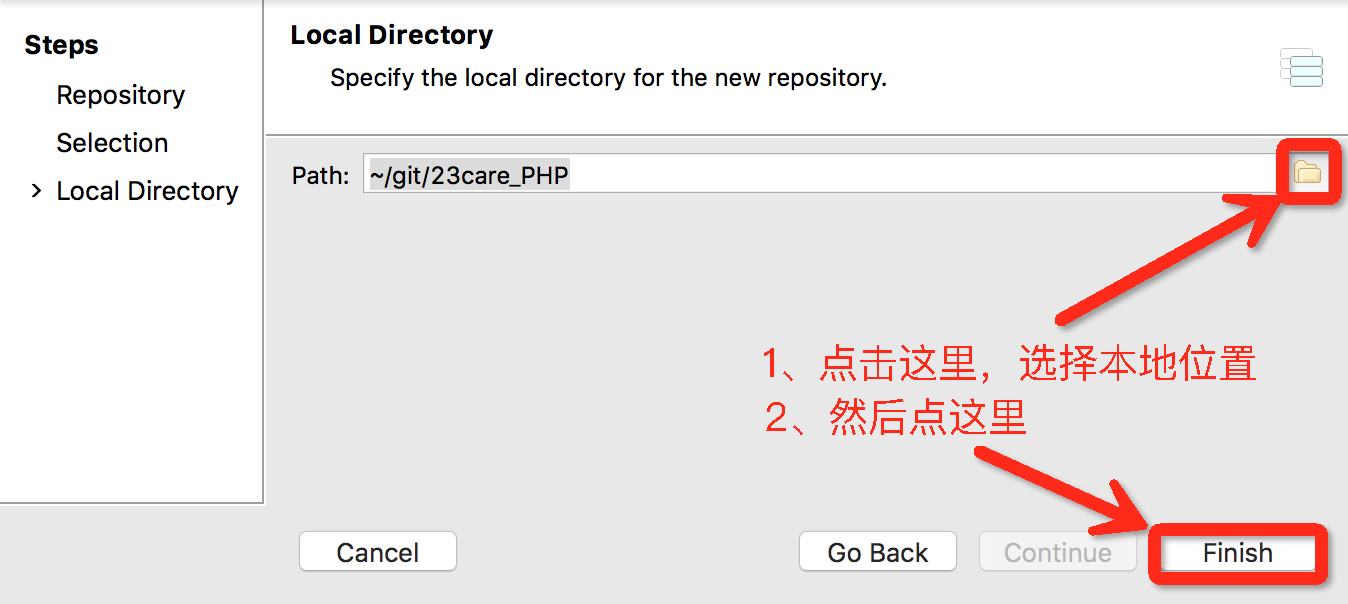 Steps
Repository
Selection
> Local Directory
Local Directory
Specify the local directory for the new repository.
Path: ~/git/23care_PHP
1、点击这里，选择本地位置
2、然后点这里
Cancel
Go Back
Continue
Finish